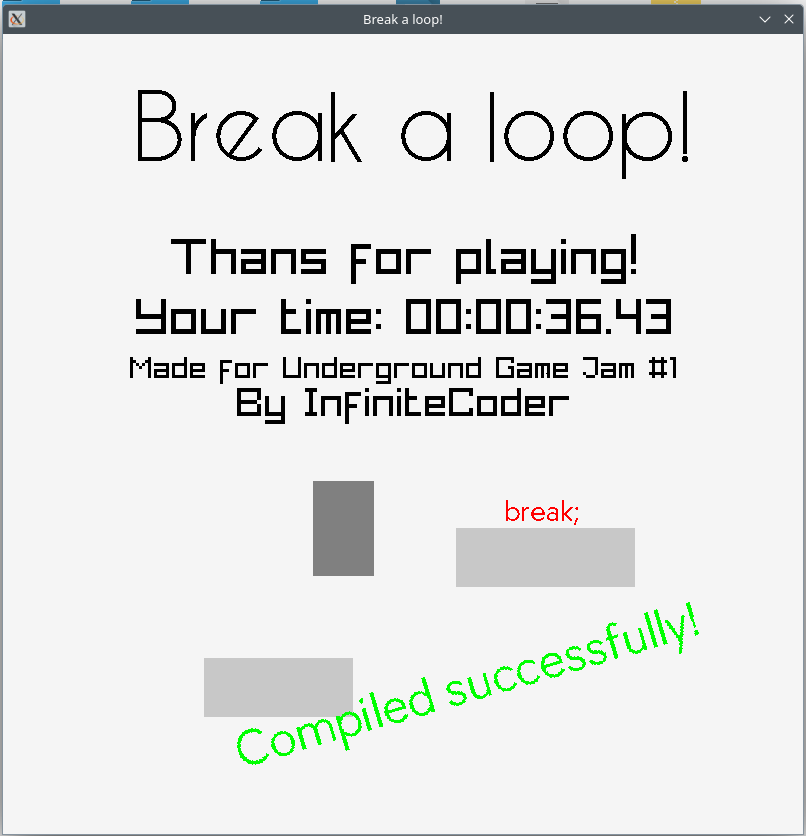 Break a loop!
Break a loop!
Thans for playing!
Your time: 00:00:36.43
Made for Underground Game Jam #1
By InfiniteCoder
break;
Compiled successfully!